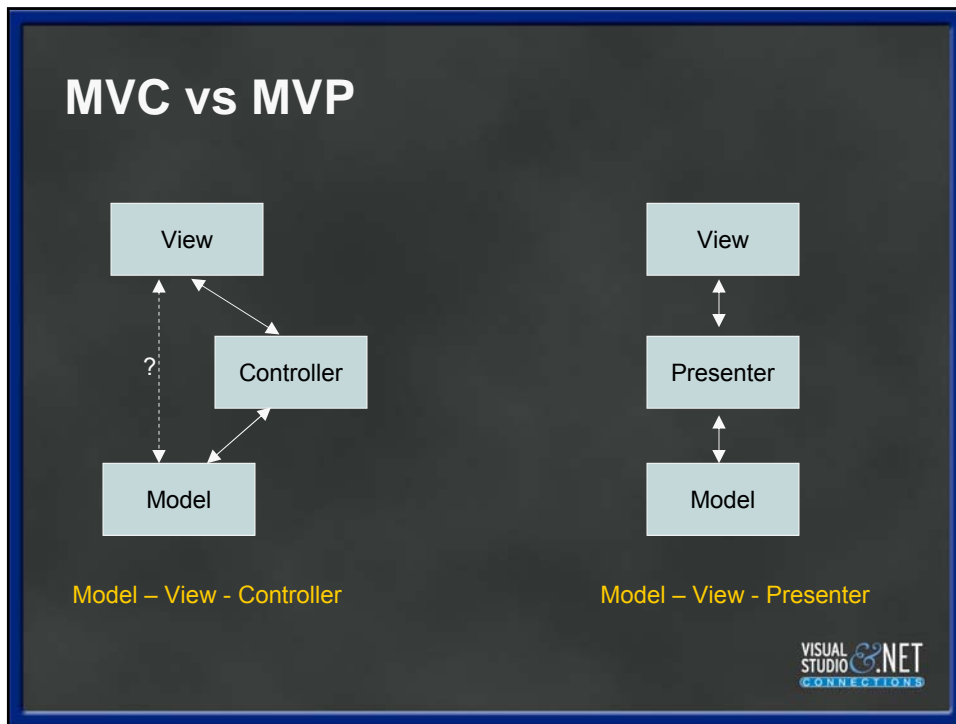 MVC vs MVP
View
?
Controller
Model
Model – View - Controller
View
Presenter
Model
Model – View - Presenter
VISUAL
STUDIO & .NET
CONNECTIONS